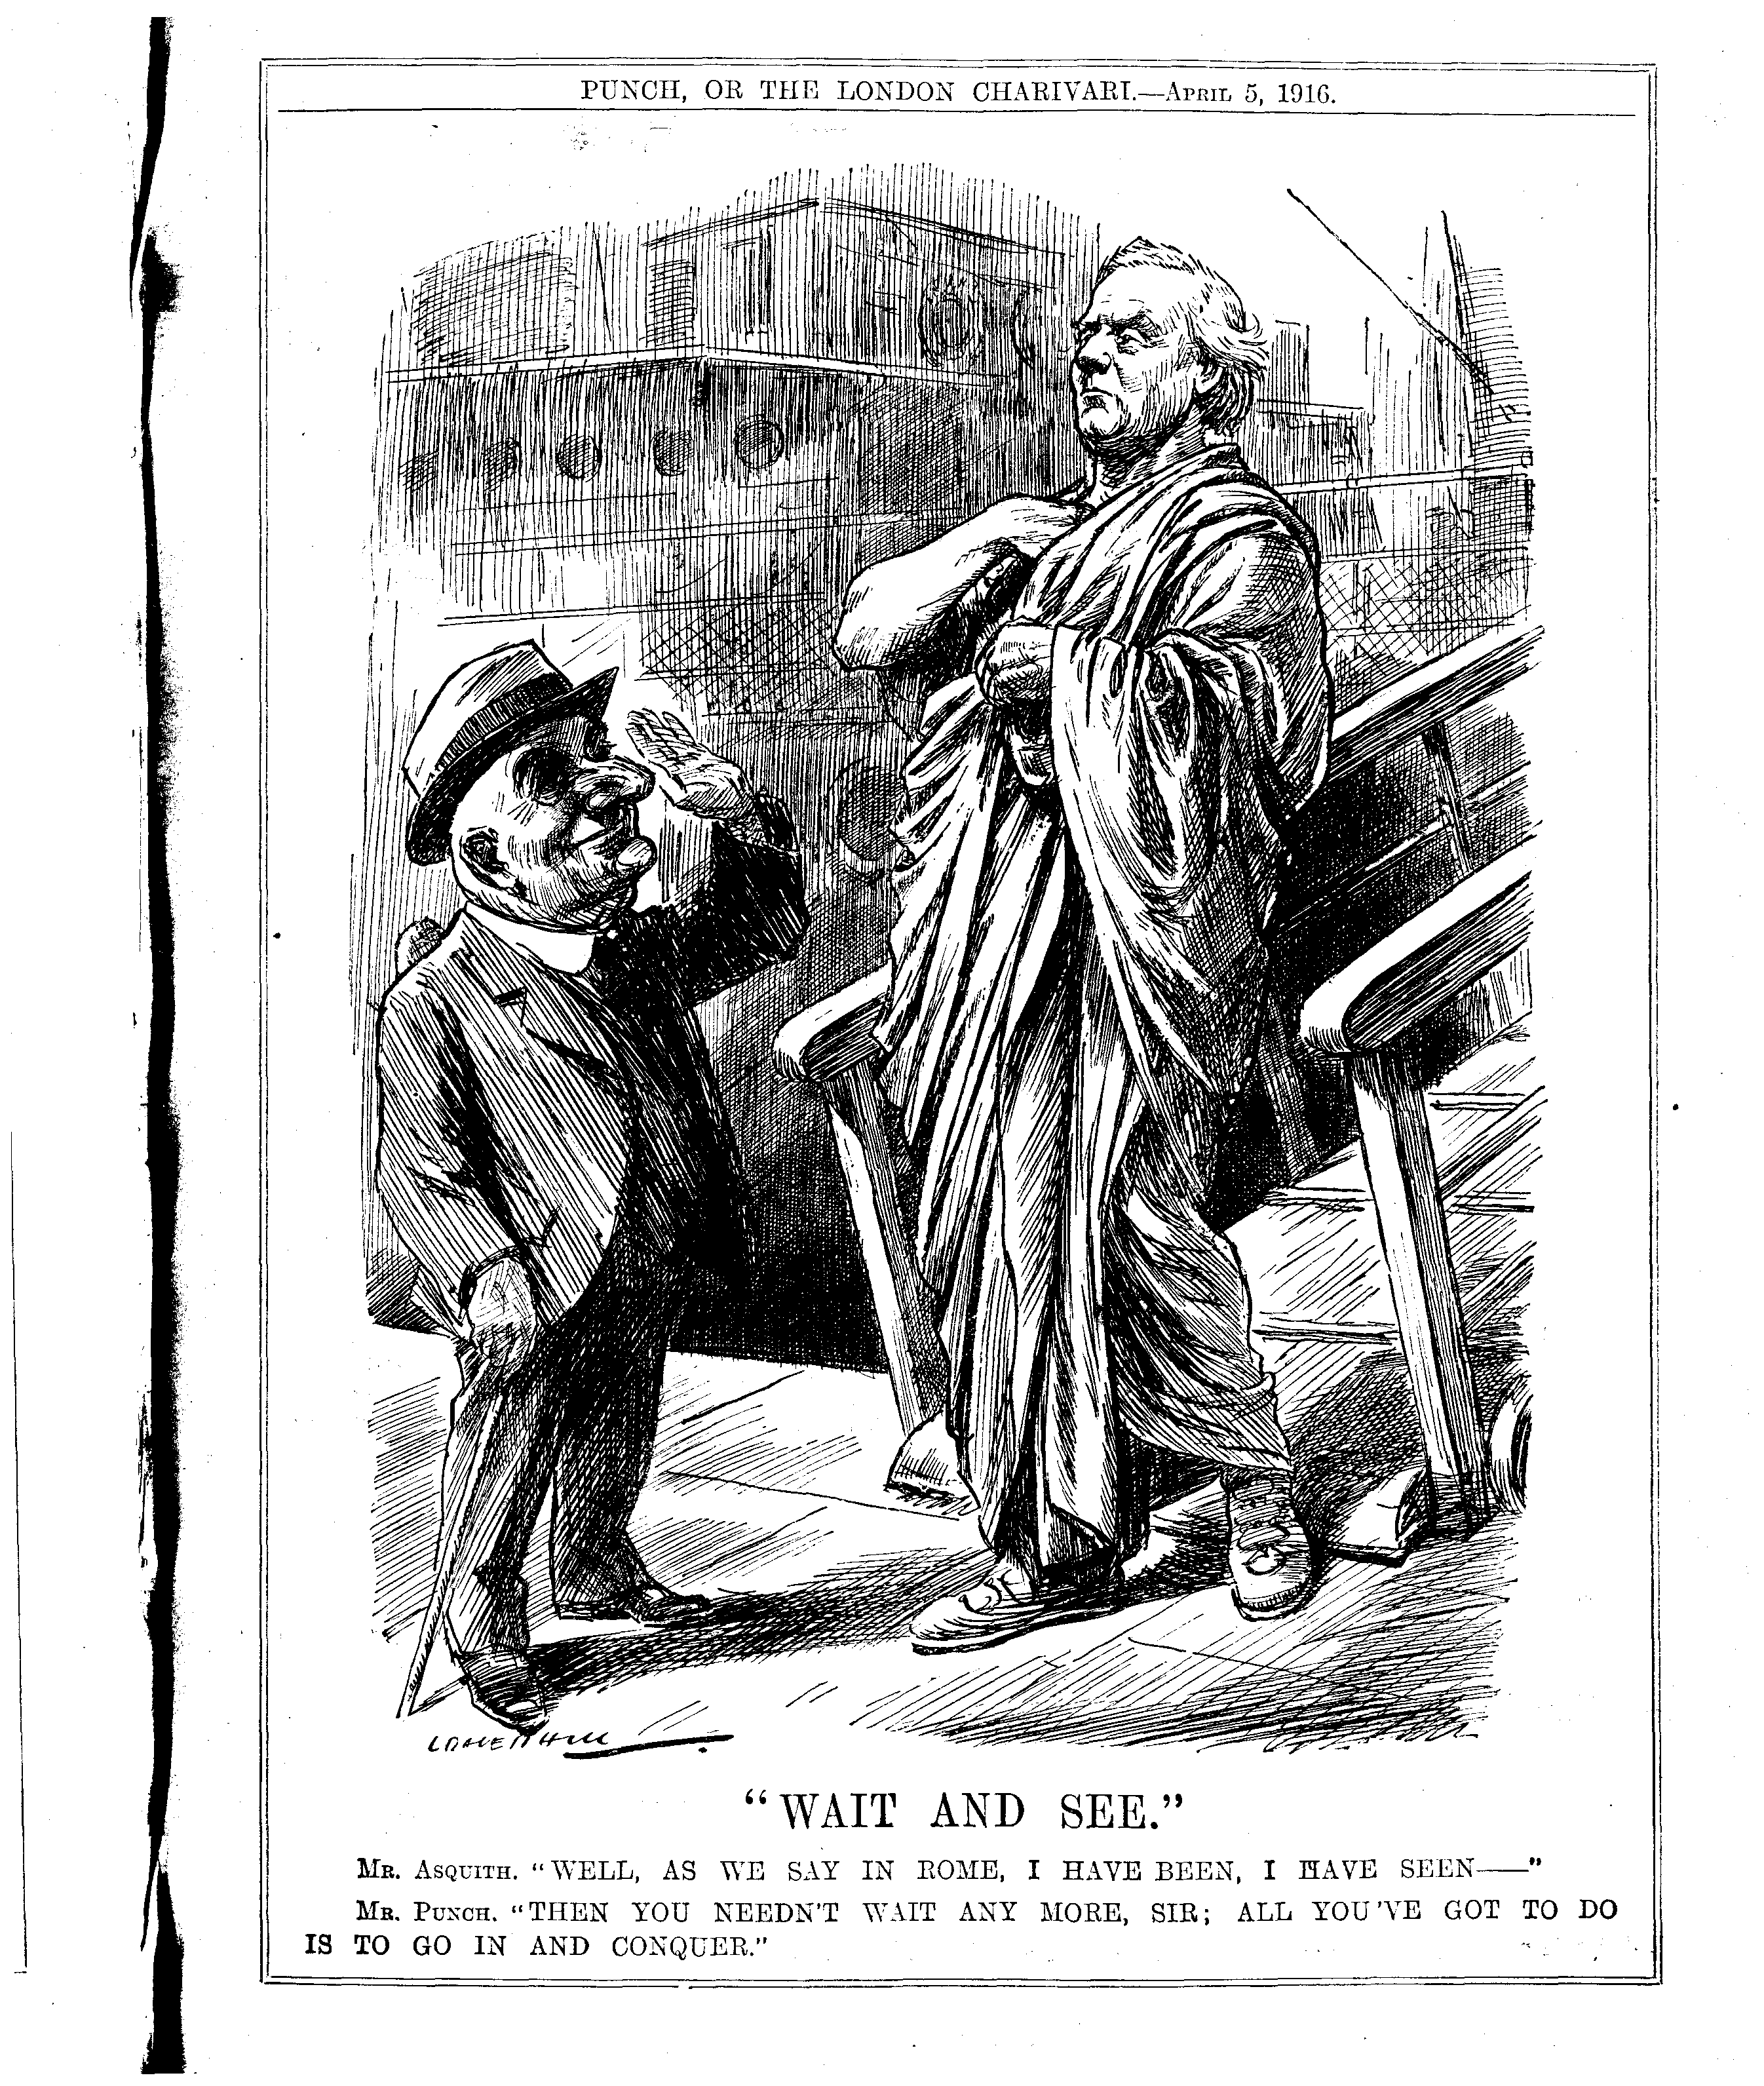 PUNCH, OR THE LONDON CHARIVARI.—APRIL 5, 1916.
"WAIT AND SEE."
MR. ASQUITH. "WELL, AS WE SAY IN ROME, I HAVE BEEN, I HAVE SEEN——"
MR. PUNCH. "THEN YOU NEEDN'T WAIT ANY MORE, SIR; ALL YOU'VE GOT TO DO
IS TO GO IN AND CONQUER."